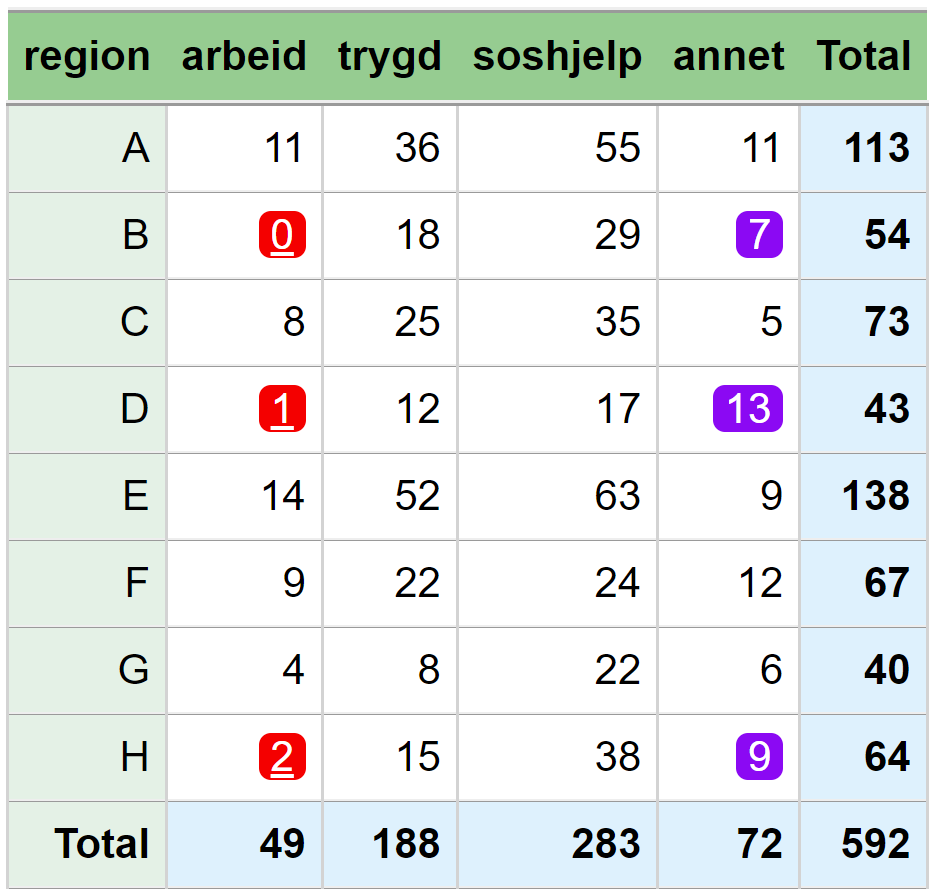 region arbeid trygd soshjelp annet Total
A 11 36 55 11 113
B 0 18 29 7 54
C 8 25 35 5 73
D 1 12 17 13 43
E 14 52 63 9 138
F 9 22 24 12 67
G 4 8 22 6 40
H 2 15 38 9 64
Total 49 188 283 72 592